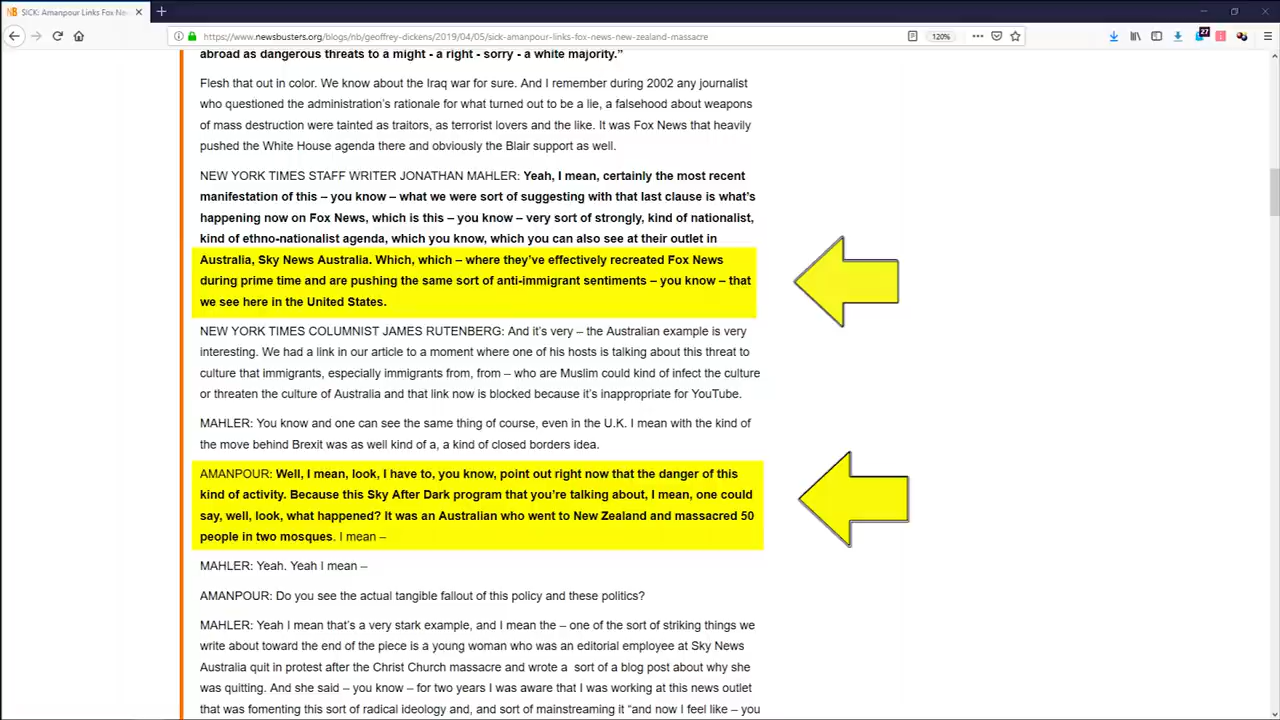 SICK: Amanpour Links Fox Ne
https://www.newsbusters.org/blogs/nb/geoffrey-dickens/2019/04/05/sick-amanpour-links-fox-news-new-zealand-massacre
120%
27
abroad as dangerous threats to a might - a right - sorry - a white majority.”
Flesh that out in color. We know about the Iraq war for sure. And I remember during 2002 any journalist
who questioned the administration’s rationale for what turned out to be a lie, a falsehood about weapons
of mass destruction were tainted as traitors, as terrorist lovers and the like. It was Fox News that heavily
pushed the White House agenda there and obviously the Blair support as well.
NEW YORK TIMES STAFF WRITER JONATHAN MAHLER: Yeah, I mean, certainly the most recent
manifestation of this – you know – what we were sort of suggesting with that last clause is what’s
happening now on Fox News, which is this – you know – very sort of strongly, kind of nationalist,
kind of ethno-nationalist agenda, which you know, which you can also see at their outlet in
Australia, Sky News Australia. Which, which – where they’ve effectively recreated Fox News
during prime time and are pushing the same sort of anti-immigrant sentiments – you know – that
we see here in the United States.
NEW YORK TIMES COLUMNIST JAMES RUTENBERG: And it’s very – the Australian example is very
interesting. We had a link in our article to a moment where one of his hosts is talking about this threat to
culture that immigrants, especially immigrants from, from – who are Muslim could kind of infect the culture
or threaten the culture of Australia and that link now is blocked because it’s inappropriate for YouTube.
MAHLER: You know and one can see the same thing of course, even in the U.K. I mean with the kind of
the move behind Brexit was as well kind of a, a kind of closed borders idea.
AMANPOUR: Well, I mean, look, I have to, you know, point out right now that the danger of this
kind of activity. Because this Sky After Dark program that you’re talking about, I mean, one could
say, well, look, what happened? It was an Australian who went to New Zealand and massacred 50
people in two mosques. I mean –
MAHLER: Yeah. Yeah I mean –
AMANPOUR: Do you see the actual tangible fallout of this policy and these politics?
MAHLER: Yeah I mean that’s a very stark example, and I mean the – one of the sort of striking things we
write about toward the end of the piece is a young woman who was an editorial employee at Sky News
Australia quit in protest after the Christ Church massacre and wrote a  sort of a blog post about why she
was quitting. And she said – you know – for two years I was aware that I was working at this news outlet
that was fomenting this sort of radical ideology and, and sort of mainstreaming it “and now I feel like – you